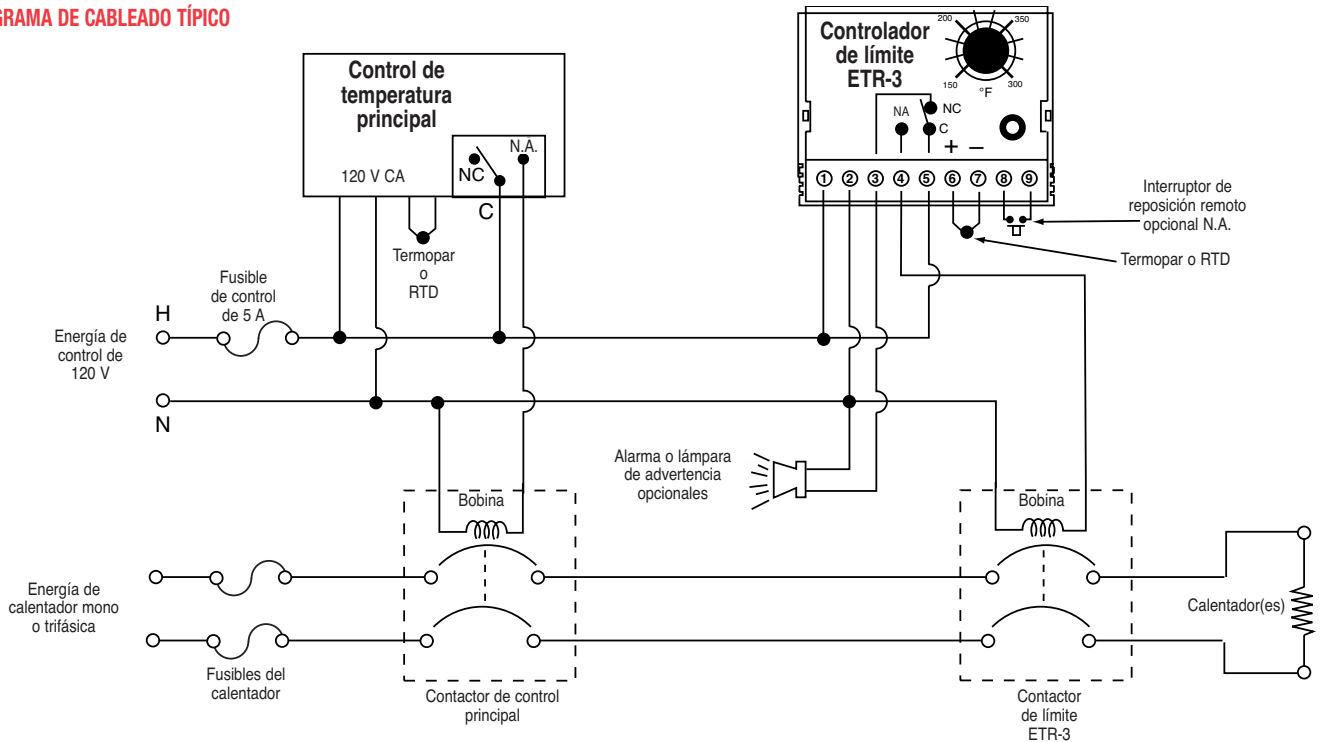 GRAMA DE CABLEADO TÍPICO
Control de
temperatura
principal
120 V CA
NC
N.A.
C
Termopar
o
RTD
Controlador
de límite
ETR-3
200
350
150
300
°F
NA
NC
C
+ –
1 2 3 4 5 6 7 8 9
Interruptor de
reposición remoto
opcional N.A.
Termopar o RTD
Fusible
de control
de 5 A
H
Energía de
control de
120 V
N
Alarma o lámpara
de advertencia
opcionales
Bobina
Bobina
Energía de
calentador mono
o trifásica
Calentador(es)
Fusibles del
calentador
Contactor de control
principal
Contactor
de límite
ETR-3